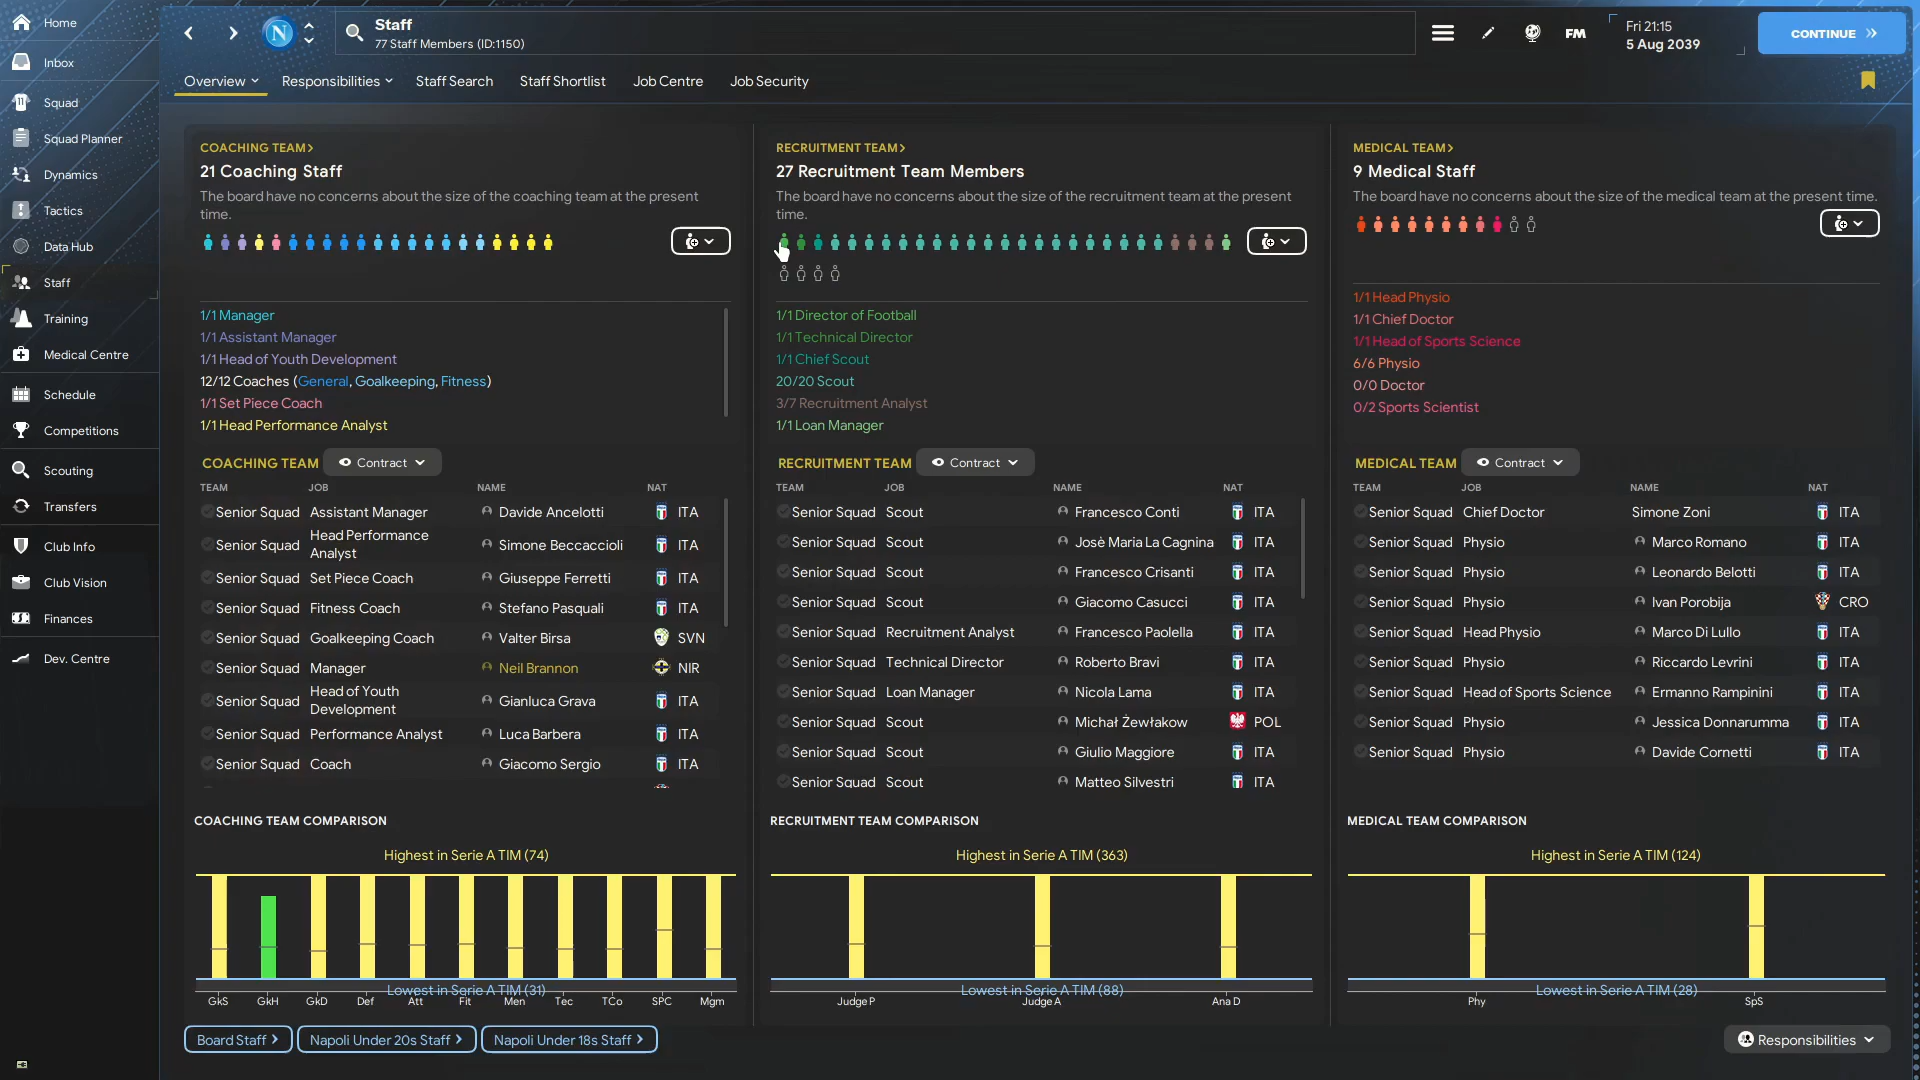 Home
Inbox
Squad
Squad Planner
Dynamics
Tactics
Data Hub
Staff
Training
Medical Centre
Schedule
Competitions
Scouting
Transfers
Club Info
Club Vision
Finances
Dev. Centre
Staff
77 Staff Members (ID:1150)
FM
Fri 21:15
5 Aug 2039
CONTINUE
Overview
Responsibilities
Staff Search
Staff Shortlist
Job Centre
Job Security
COACHING TEAM>
21 Coaching Staff
The board have no concerns about the size of the coaching team at the present
time.
1/1 Manager
1/1 Assistant Manager
1/1 Head of Youth Development
12/12 Coaches (General, Goalkeeping, Fitness)
1/1 Set Piece Coach
1/1 Head Performance Analyst
COACHING TEAM Contract
TEAM JOB NAME NAT
Senior Squad Assistant Manager Davide Ancelotti ITA
Senior Squad Head Performance Analyst Simone Beccaccioli ITA
Senior Squad Set Piece Coach Giuseppe Ferretti ITA
Senior Squad Fitness Coach Stefano Pasquali ITA
Senior Squad Goalkeeping Coach Valter Birsa SVN
Senior Squad Manager Neil Brannon NIR
Senior Squad Head of Youth Development Gianluca Grava ITA
Senior Squad Performance Analyst Luca Barbera ITA
Senior Squad Coach Giacomo Sergio ITA
COACHING TEAM COMPARISON
Highest in Serie A TIM (74)
Lowest in Serie A TIM (31)
GkS GkH GkD Def Att Fit Men Tec TCo SPC Mgm
RECRUITMENT TEAM>
27 Recruitment Team Members
The board have no concerns about the size of the recruitment team at the present
time.
1/1 Director of Football
1/1 Technical Director
1/1 Chief Scout
20/20 Scout
3/7 Recruitment Analyst
1/1 Loan Manager
RECRUITMENT TEAM Contract
TEAM JOB NAME NAT
Senior Squad Scout Francesco Conti ITA
Senior Squad Scout Josè Maria La Cagnina ITA
Senior Squad Scout Francesco Crisanti ITA
Senior Squad Scout Giacomo Casucci ITA
Senior Squad Recruitment Analyst Francesco Paolella ITA
Senior Squad Technical Director Roberto Bravi ITA
Senior Squad Loan Manager Nicola Lama ITA
Senior Squad Scout Michał Żewłakow POL
Senior Squad Scout Giulio Maggiore ITA
Senior Squad Scout Matteo Silvestri ITA
RECRUITMENT TEAM COMPARISON
Highest in Serie A TIM (363)
Lowest in Serie A TIM (88)
Judge P Judge A Ana D
MEDICAL TEAM>
9 Medical Staff
The board have no concerns about the size of the medical team at the present time.
1/1 Head Physio
1/1 Chief Doctor
1/1 Head of Sports Science
6/6 Physio
0/0 Doctor
0/2 Sports Scientist
MEDICAL TEAM Contract
TEAM JOB NAME NAT
Senior Squad Chief Doctor Simone Zoni ITA
Senior Squad Physio Marco Romano ITA
Senior Squad Physio Leonardo Belotti ITA
Senior Squad Physio Ivan Porobija CRO
Senior Squad Head Physio Marco Di Lullo ITA
Senior Squad Physio Riccardo Levrini ITA
Senior Squad Head of Sports Science Ermanno Rampinini ITA
Senior Squad Physio Jessica Donnarumma ITA
Senior Squad Physio Davide Cornetti ITA
MEDICAL TEAM COMPARISON
Highest in Serie A TIM (124)
Lowest in Serie A TIM (28)
Phy SpS
Board Staff >
Napoli Under 20s Staff >
Napoli Under 18s Staff >
Responsibilities